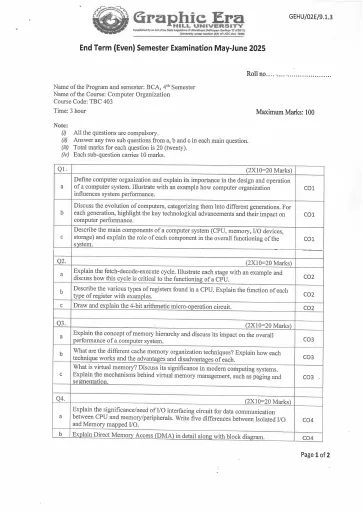 GEHU/02E/9.1.3
Graphic Era
HILL UNIVERSITY
End Term (Even) Semester Examination May-June 2025
Roll no.............................
Name of the Program and semester: BCA, 4th Semester
Name of the Course: Computer Organization
Course Code: TBC 403
Time: 3 hour Maximum Marks: 100
Note:
(i) All the questions are compulsory.
(ii) Answer any two sub questions from a, b and c in each main question.
(iii) Total marks for each question is 20 (twenty).
(iv) Each sub-question carries 10 marks.
Q1. (2X10=20 Marks)
a Define computer organization and explain its importance in the design and operation
of a computer system. Illustrate with an example how computer organization
influences system performance. CO1
b Discuss the evolution of computers, categorizing them into different generations. For
each generation, highlight the key technological advancements and their impact on
computer performance. CO1
c Describe the main components of a computer system (CPU, memory, I/O devices,
storage) and explain the role of each component in the overall functioning of the
system. CO1
Q2. (2X10=20 Marks)
a Explain the fetch-decode-execute cycle. Illustrate each stage with an example and
discuss how this cycle is critical to the functioning of a CPU. CO2
b Describe the various types of registers found in a CPU. Explain the function of each
type of register with examples. CO2
c Draw and explain the 4-bit arithmetic micro-operation circuit. CO2
Q3. (2X10=20 Marks)
a Explain the concept of memory hierarchy and discuss its impact on the overall
performance of a computer system. CO3
b What are the different cache memory organization techniques? Explain how each
technique works and the advantages and disadvantages of each. CO3
c What is virtual memory? Discuss its significance in modern computing systems.
Explain the mechanisms behind virtual memory management, such as paging and
segmentation. CO3
Q4. (2X10=20 Marks)
a Explain the significance/need of I/O interfacing circuit for data communication
between CPU and memory/peripherals. Write five differences between Isolated I/O
and Memory mapped I/O. CO4
b Explain Direct Memory Access (DMA) in detail along with block diagram. CO4
Page 1 of 2